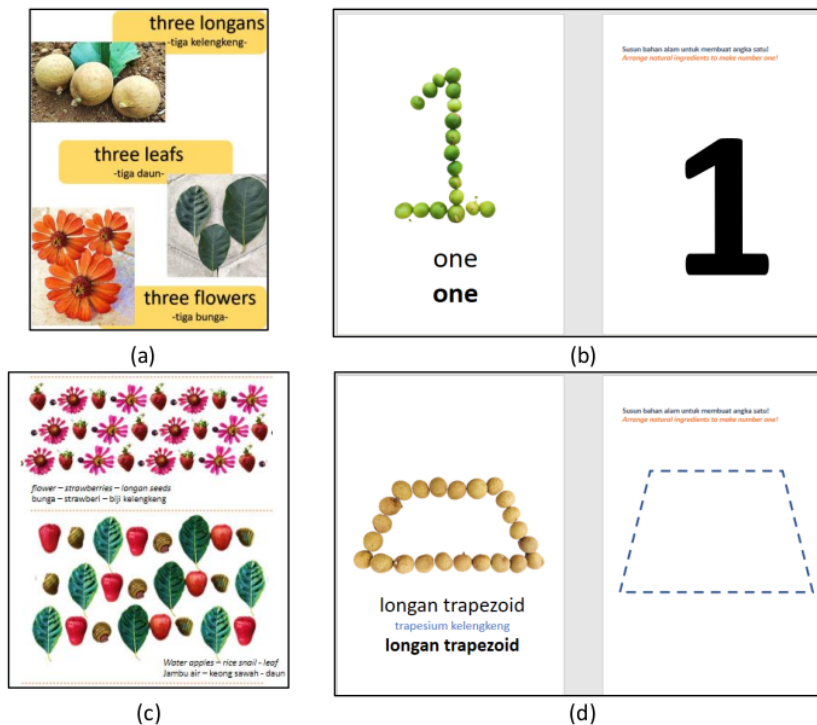 three longans
-tiga kelengkeng-
three leafs
-tiga daun-
three flowers
-tiga bunga-
(a)
one
one
Susun bahan alam untuk membuat angka satu!
Arrange natural ingredients to make number one!
1
(b)
flower – strawberries – longan seeds
bunga – strawberi – biji kelengkeng
Water apples – rice snail - leaf
Jambu air – keong sawah - daun
(c)
longan trapezoid
trapesium kelengkeng
longan trapezoid
Susun bahan alam untuk membuat angka satu!
Arrange natural ingredients to make number one!
(d)